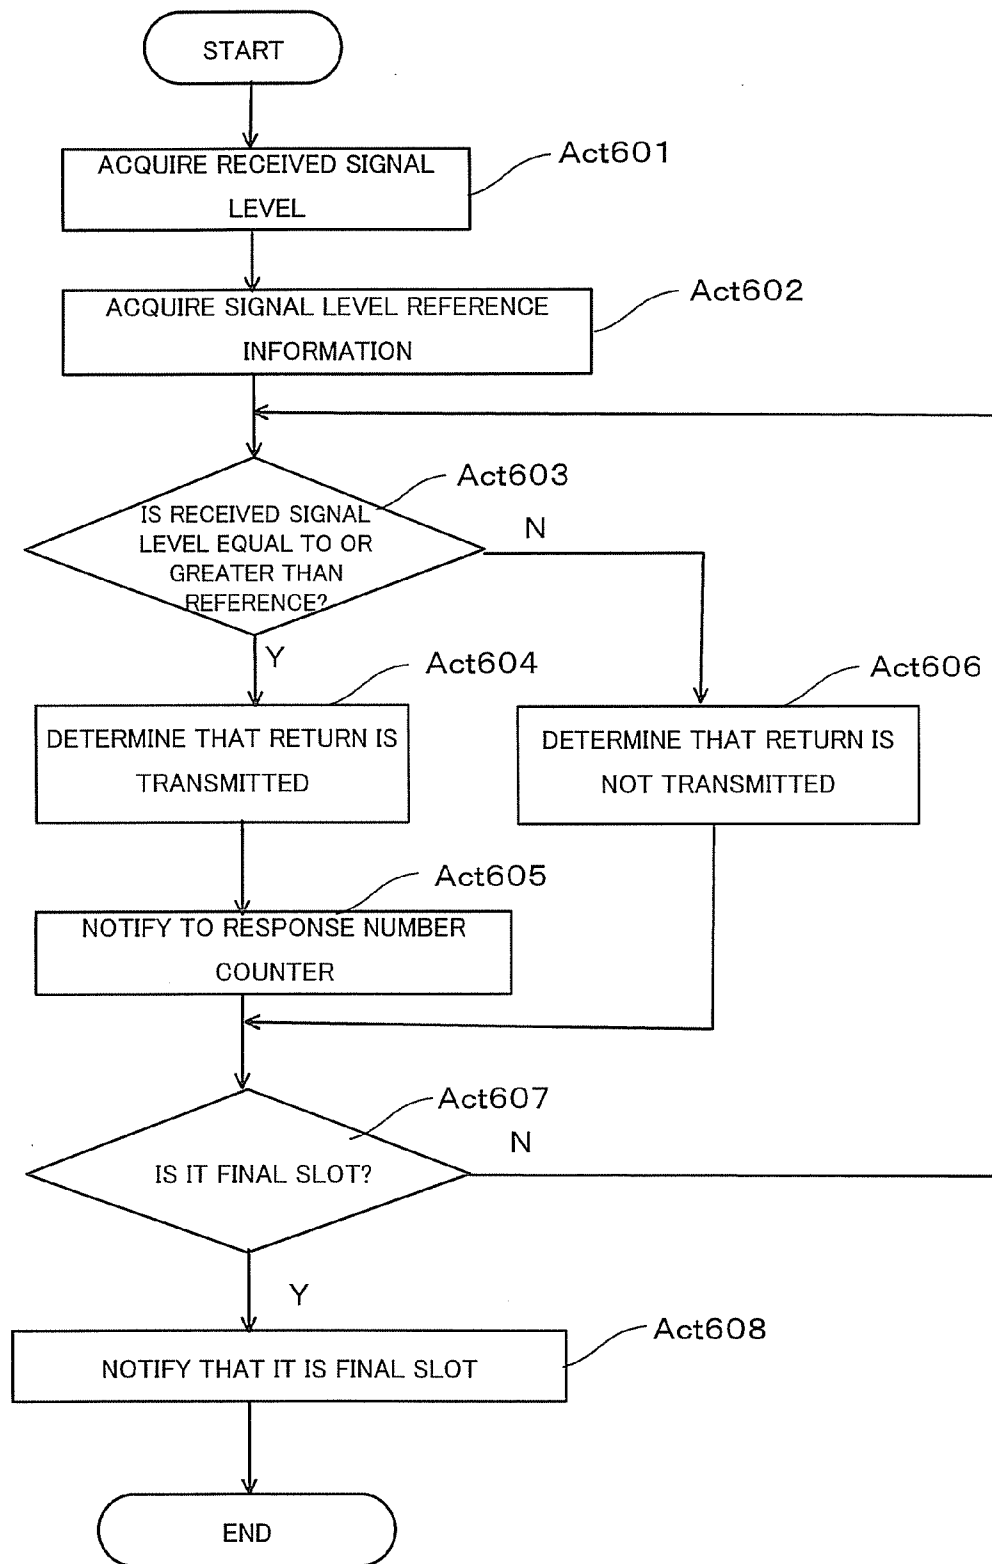 START
ACQUIRE RECEIVED SIGNAL
LEVEL
Act601
ACQUIRE SIGNAL LEVEL REFERENCE
INFORMATION
Act602
Act603
IS RECEIVED SIGNAL
LEVEL EQUAL TO OR
GREATER THAN
REFERENCE?
N
Y
Act604
DETERMINE THAT RETURN IS
TRANSMITTED
Act606
DETERMINE THAT RETURN IS
NOT TRANSMITTED
Act605
NOTIFY TO RESPONSE NUMBER
COUNTER
Act607
IS IT FINAL SLOT?
N
Y
Act608
NOTIFY THAT IT IS FINAL SLOT
END